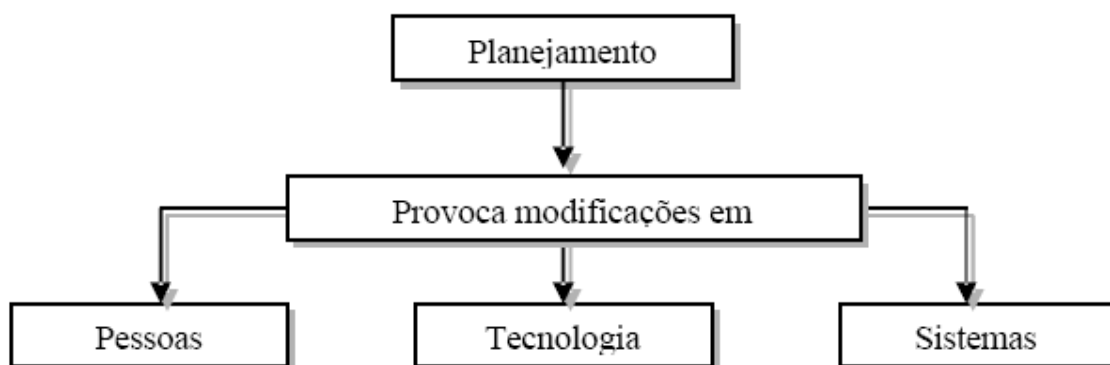 Planejamento
Provoca modificações em
Pessoas
Tecnologia
Sistemas